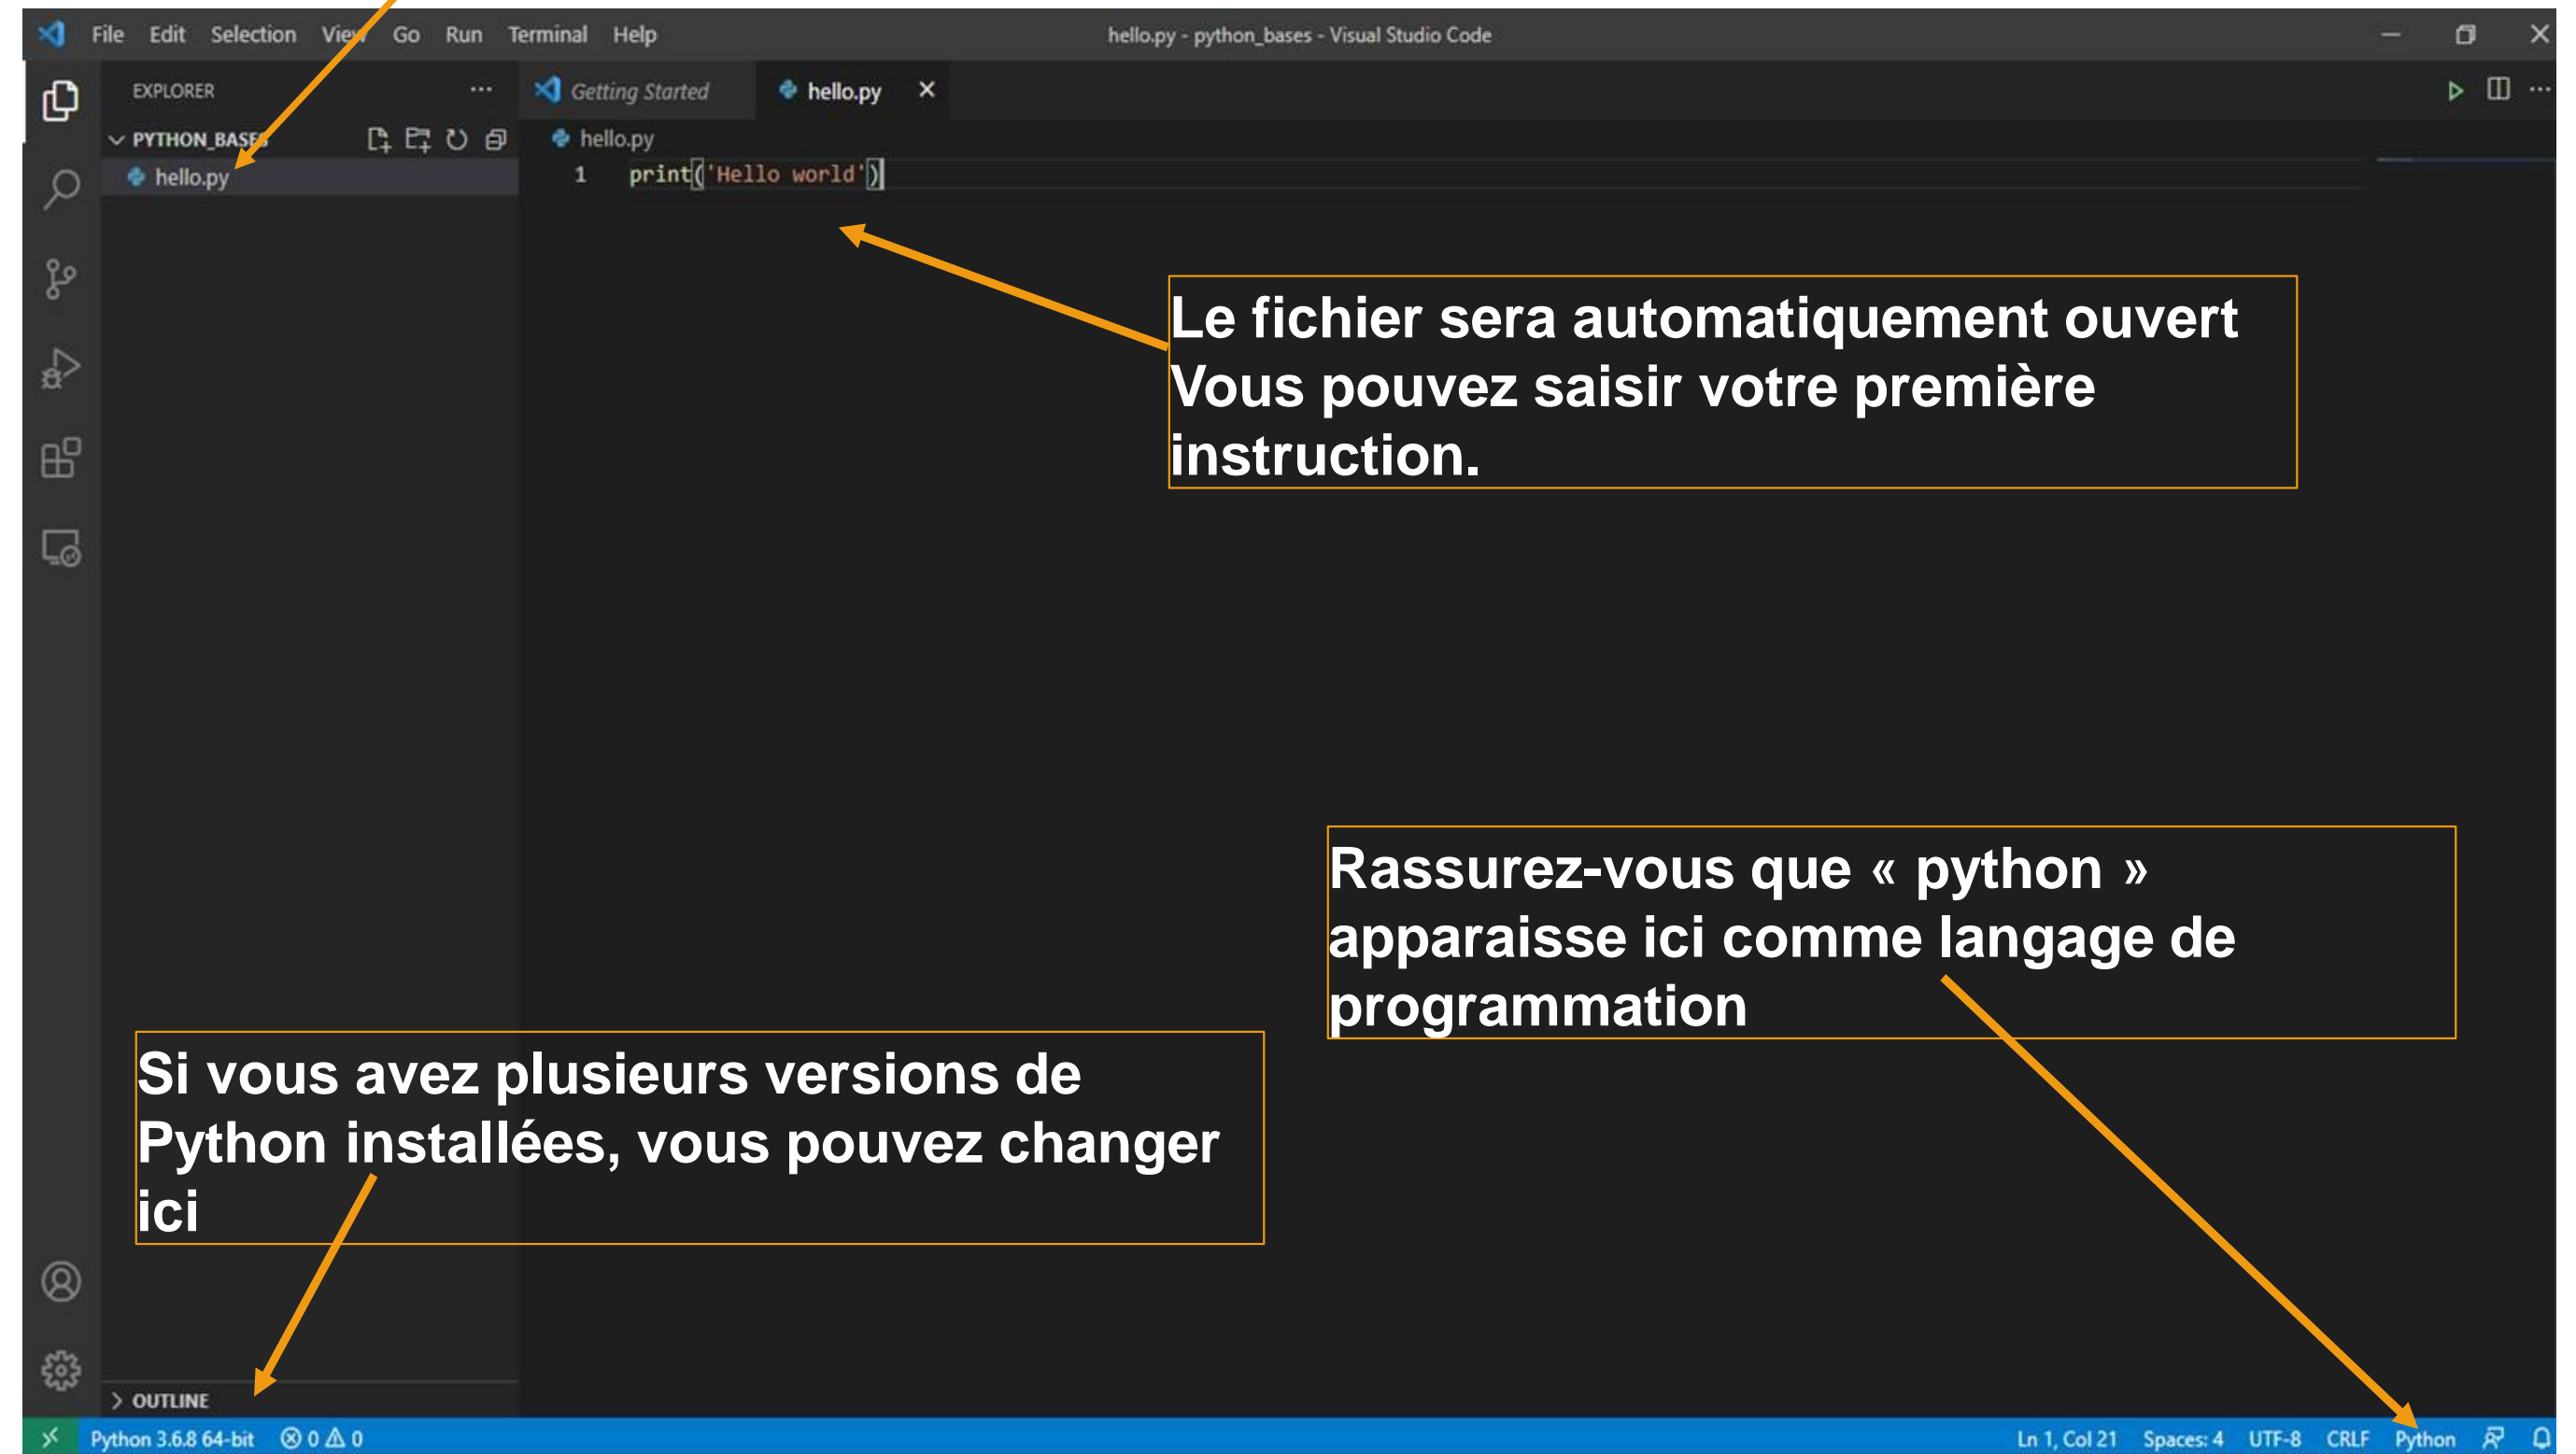 File Edit Selection View Go Run Terminal Help
hello.py - python_bases - Visual Studio Code
EXPLORER
Getting Started
hello.py
PYTHON_BASES
hello.py
hello.py
1 print('Hello world')
Le fichier sera automatiquement ouvert
Vous pouvez saisir votre première
instruction.
Rassurez-vous que « python »
apparaisse ici comme langage de
programmation
Si vous avez plusieurs versions de
Python installées, vous pouvez changer
ici
OUTLINE
Python 3.6.8 64-bit 0 0
Ln 1, Col 21 Spaces: 4 UTF-8 CRLF Python